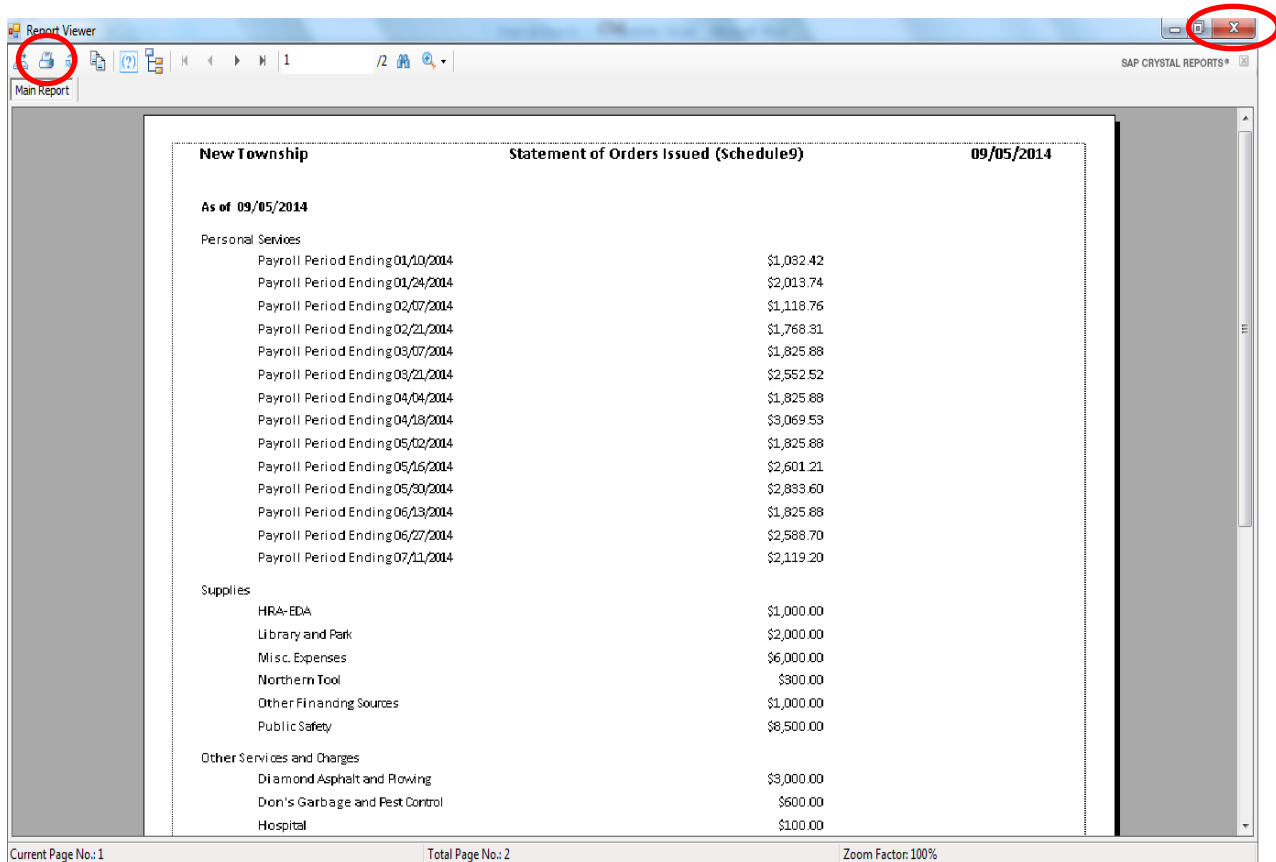 Report Viewer
1 /2 SAP CRYSTAL REPORTS®
Main Report
New Township Statement of Orders Issued (Schedule9) 09/05/2014
As of 09/05/2014
Personal Services
Payroll Period Ending 01/10/2014 $1,032.42
Payroll Period Ending 01/24/2014 $2,013.74
Payroll Period Ending 02/07/2014 $1,118.76
Payroll Period Ending 02/21/2014 $1,768.31
Payroll Period Ending 03/07/2014 $1,825.88
Payroll Period Ending 03/21/2014 $2,552.52
Payroll Period Ending 04/04/2014 $1,825.88
Payroll Period Ending 04/18/2014 $3,069.53
Payroll Period Ending 05/02/2014 $1,825.88
Payroll Period Ending 05/16/2014 $2,601.21
Payroll Period Ending 05/30/2014 $2,833.60
Payroll Period Ending 06/13/2014 $1,825.88
Payroll Period Ending 06/27/2014 $2,588.70
Payroll Period Ending 07/11/2014 $2,119.20
Supplies
HRA-EDA $1,000.00
Library and Park $2,000.00
Misc. Expenses $6,000.00
Northern Tool $300.00
Other Financing Sources $1,000.00
Public Safety $8,500.00
Other Services and Charges
Diamond Asphalt and Plowing $3,000.00
Don's Garbage and Pest Control $600.00
Hospital $100.00
Current Page No.: 1 Total Page No.: 2 Zoom Factor: 100%